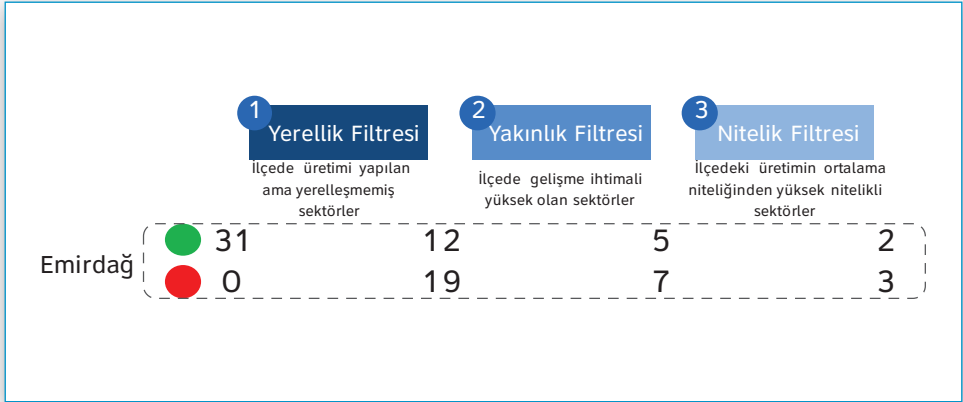 1
Yerellik Filtresi
İlçede üretimi yapılan
ama yerelleşmemiş
sektörler
2
Yakınlık Filtresi
İlçede gelişme ihtimali
yüksek olan sektörler
3
Nitelik Filtresi
İlçedeki üretimin ortalama
niteliğinden yüksek nitelikli
sektörler
Emirdağ
31 12 5 2
0 19 7 3